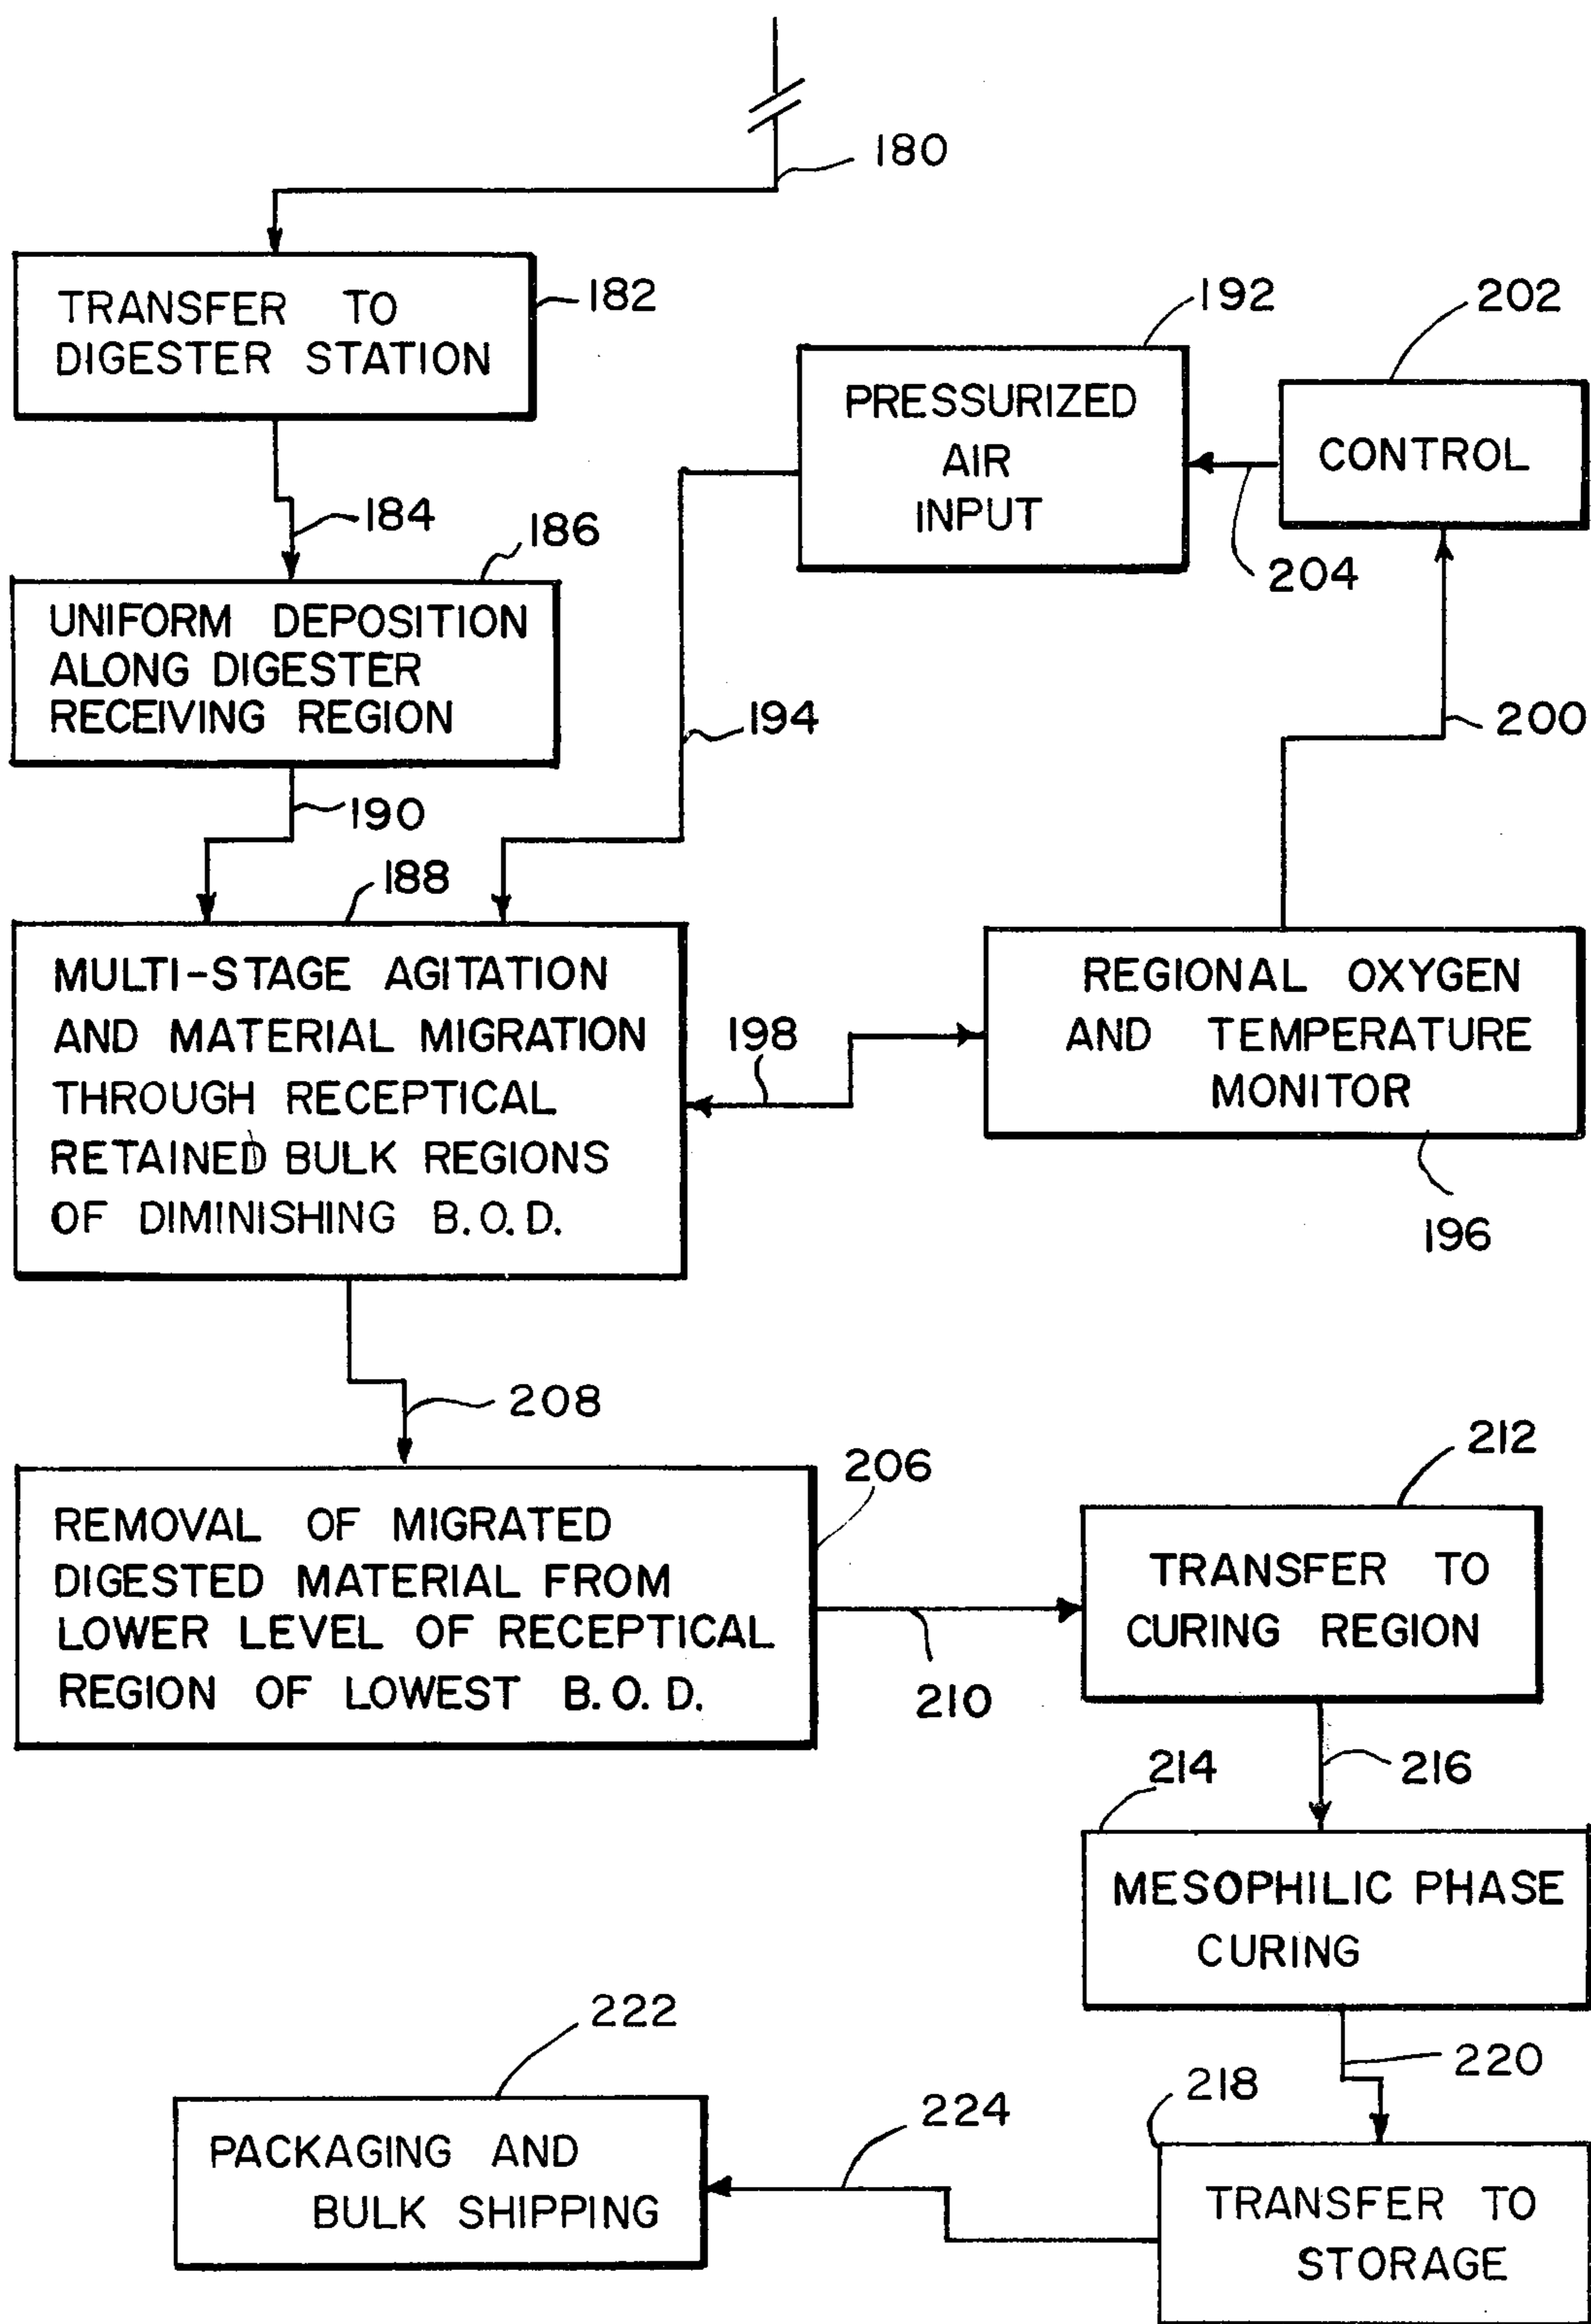 180
TRANSFER TO
DIGESTER STATION
182
192
PRESSURIZED
AIR
INPUT
202
CONTROL
204
184
186
UNIFORM DEPOSITION
ALONG DIGESTER
RECEIVING REGION
194
200
190
188
MULTI-STAGE AGITATION
AND MATERIAL MIGRATION
THROUGH RECEPTICAL
RETAINED BULK REGIONS
OF DIMINISHING B.O.D.
198
REGIONAL OXYGEN
AND TEMPERATURE
MONITOR
196
208
206
REMOVAL OF MIGRATED
DIGESTED MATERIAL FROM
LOWER LEVEL OF RECEPTICAL
REGION OF LOWEST B.O.D.
210
212
TRANSFER TO
CURING REGION
216
214
MESOPHILIC PHASE
CURING
220
218
TRANSFER TO
STORAGE
224
222
PACKAGING AND
BULK SHIPPING